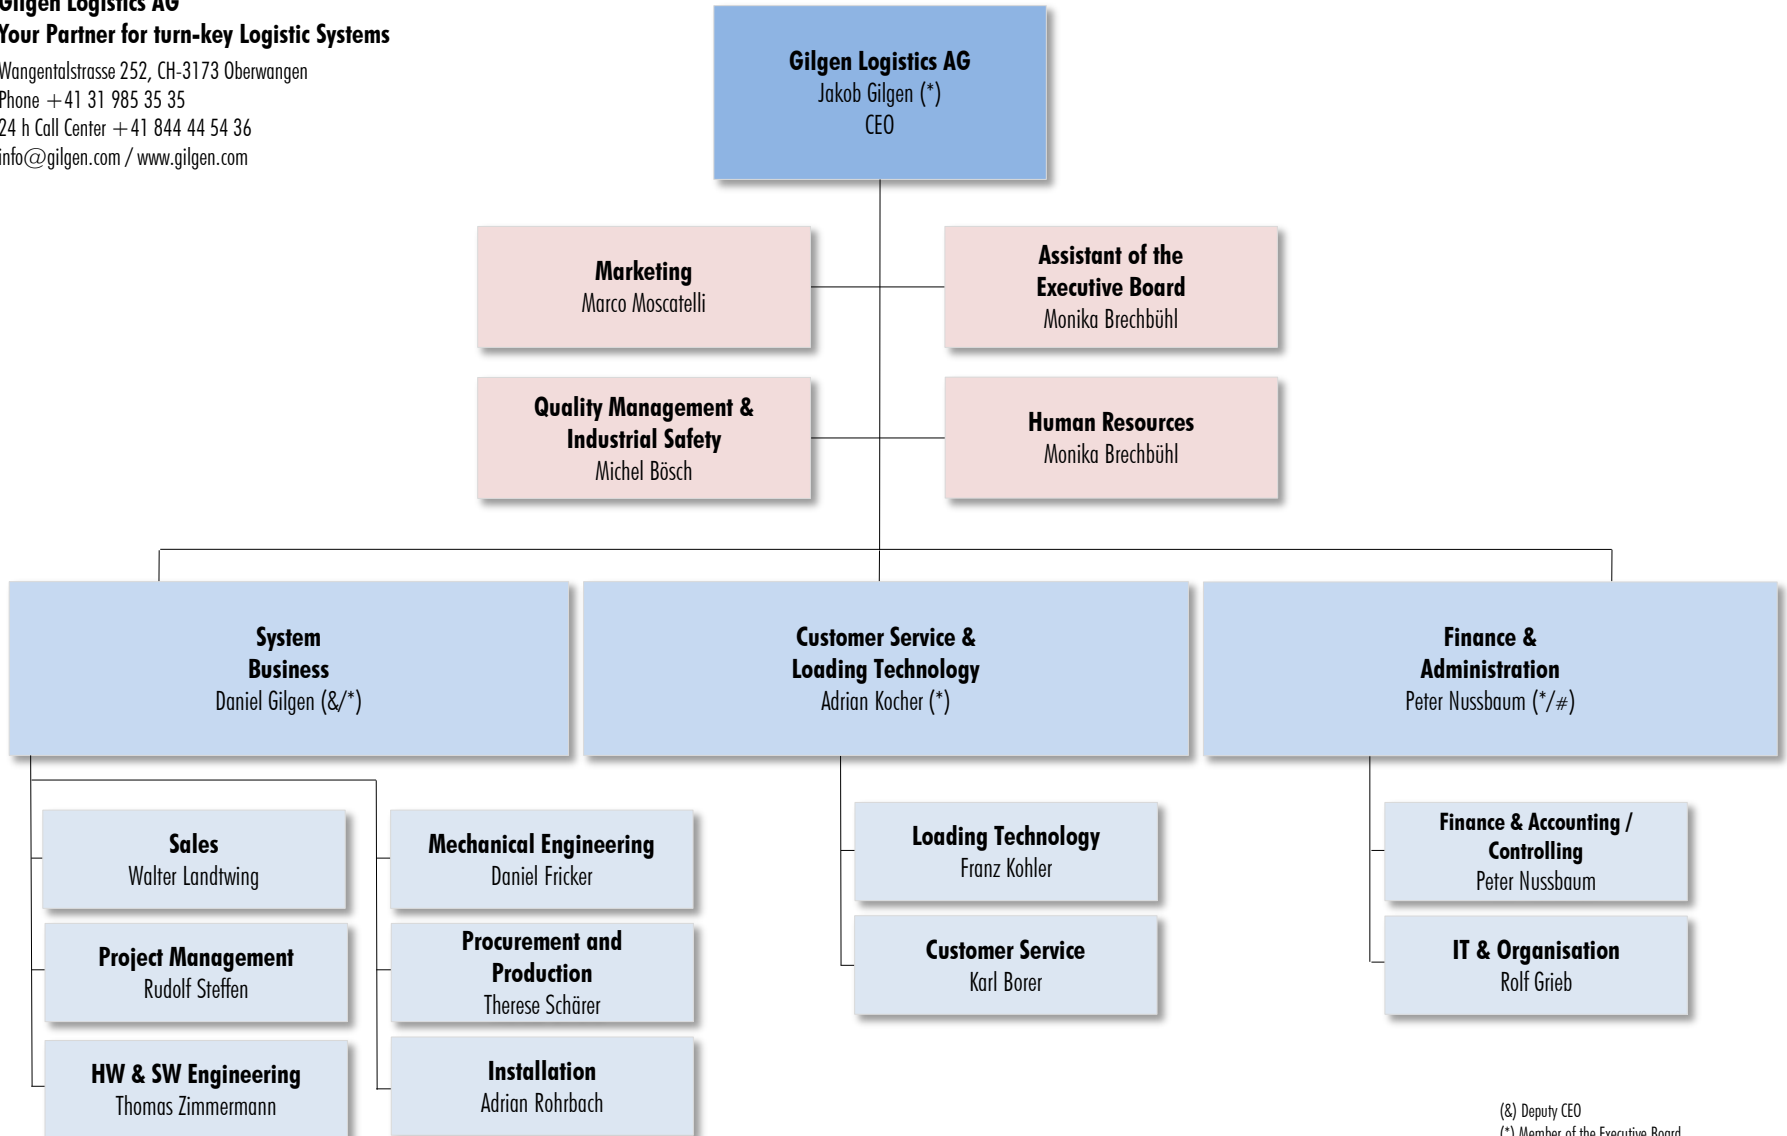 Gilgen Logistics AG
Your Partner for turn-key Logistic Systems
Wangentalstrasse 252, CH-3173 Oberwangen
Phone +41 31 985 35 35
24 h Call Center +41 844 44 54 36
info@gilgen.com / www.gilgen.com
Gilgen Logistics AG
Jakob Gilgen (*)
CEO
Marketing
Marco Moscatelli
Assistant of the
Executive Board
Monika Brechbühl
Quality Management &
Industrial Safety
Michel Bösch
Human Resources
Monika Brechbühl
System
Business
Daniel Gilgen (&/*)
Customer Service &
Loading Technology
Adrian Kocher (*)
Finance &
Administration
Peter Nussbaum (*/#)
Sales
Walter Landtwing
Mechanical Engineering
Daniel Fricker
Loading Technology
Franz Kohler
Finance & Accounting /
Controlling
Peter Nussbaum
Project Management
Rudolf Steffen
Procurement and
Production
Therese Schärer
Customer Service
Karl Borer
IT & Organisation
Rolf Grieb
HW & SW Engineering
Thomas Zimmermann
Installation
Adrian Rohrbach
(&) Deputy CEO
(*) Member of the Executive Board